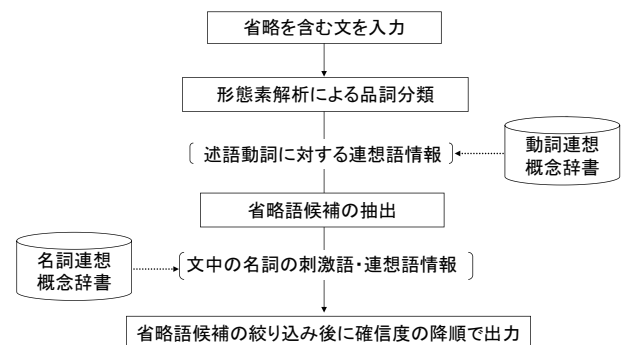 省略を含む文を入力
形態素解析による品詞分類
〔 述語動詞に対する連想語情報 〕
動詞連想
概念辞書
省略語候補の抽出
名詞連想
概念辞書
〔 文中の名詞の刺激語・連想語情報 〕
省略語候補の絞り込み後に確信度の降順で出力